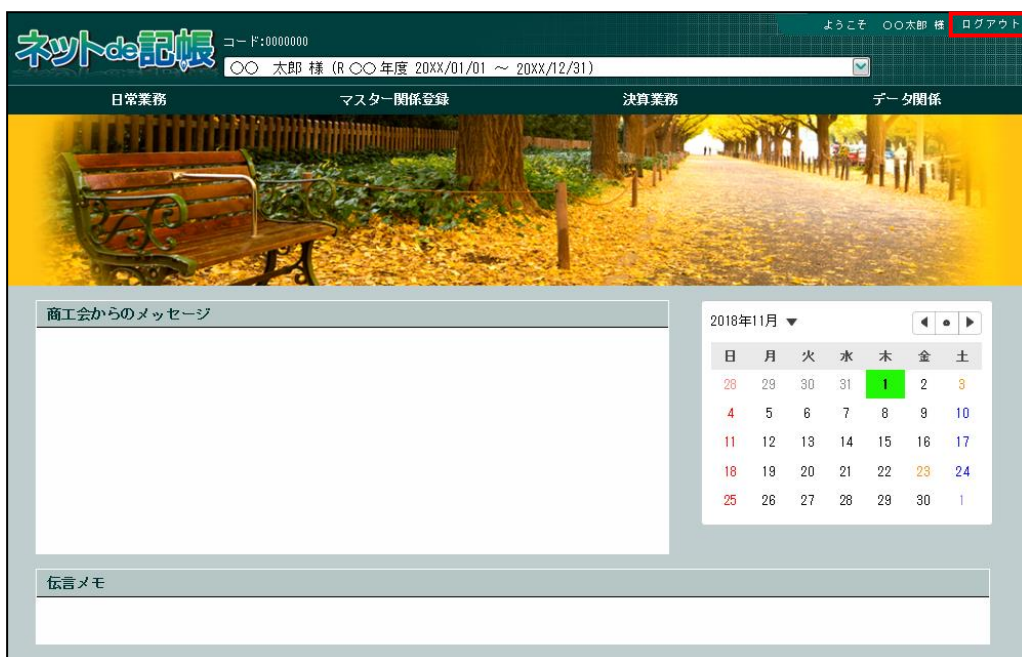 ようこそ ○○太郎 様 ログアウト
ネットde記帳
コード:0000000
○○ 太郎 様 (R ○○ 年度 20XX/01/01 ～ 20XX/12/31)
日常業務 マスター関係登録 決算業務 データ関係
商工会からのメッセージ
2018年11月 ▼
日 月 火 水 木 金 土
28 29 30 31 1 2 3
4 5 6 7 8 9 10
11 12 13 14 15 16 17
18 19 20 21 22 23 24
25 26 27 28 29 30 1
伝言メモ